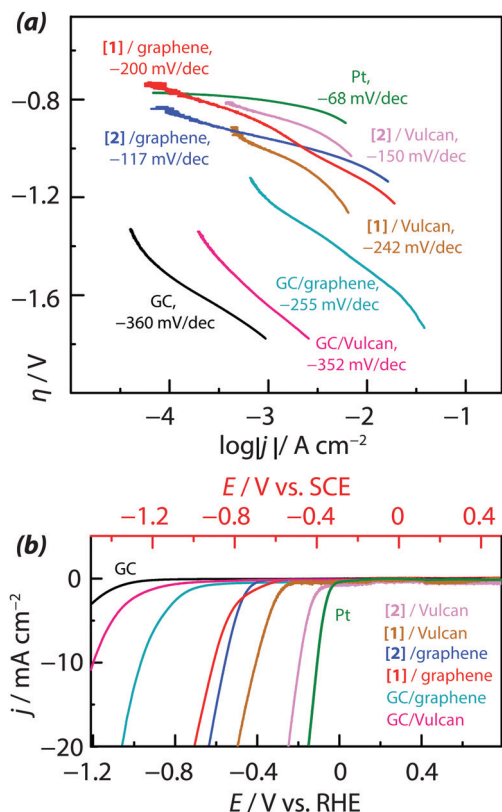 (a)
[1] / graphene,
−200 mV/dec
Pt,
−68 mV/dec
[2] /graphene,
−117 mV/dec
[2] / Vulcan,
−150 mV/dec
[1] / Vulcan,
−242 mV/dec
GC,
−360 mV/dec
GC/graphene,
−255 mV/dec
GC/Vulcan,
−352 mV/dec
−0.8
−1.2
−1.6
η / V
−4 −3 −2 −1
log|j |/ A cm−2
(b)
E / V vs. SCE
−1.2 −0.8 −0.4 0 0.4
GC
Pt
[2] / Vulcan
[1] / Vulcan
[2] /graphene
[1] / graphene
GC/graphene
GC/Vulcan
0
−10
−20
j / mA cm−2
−1.2 −0.8 −0.4 0 0.4
E / V vs. RHE